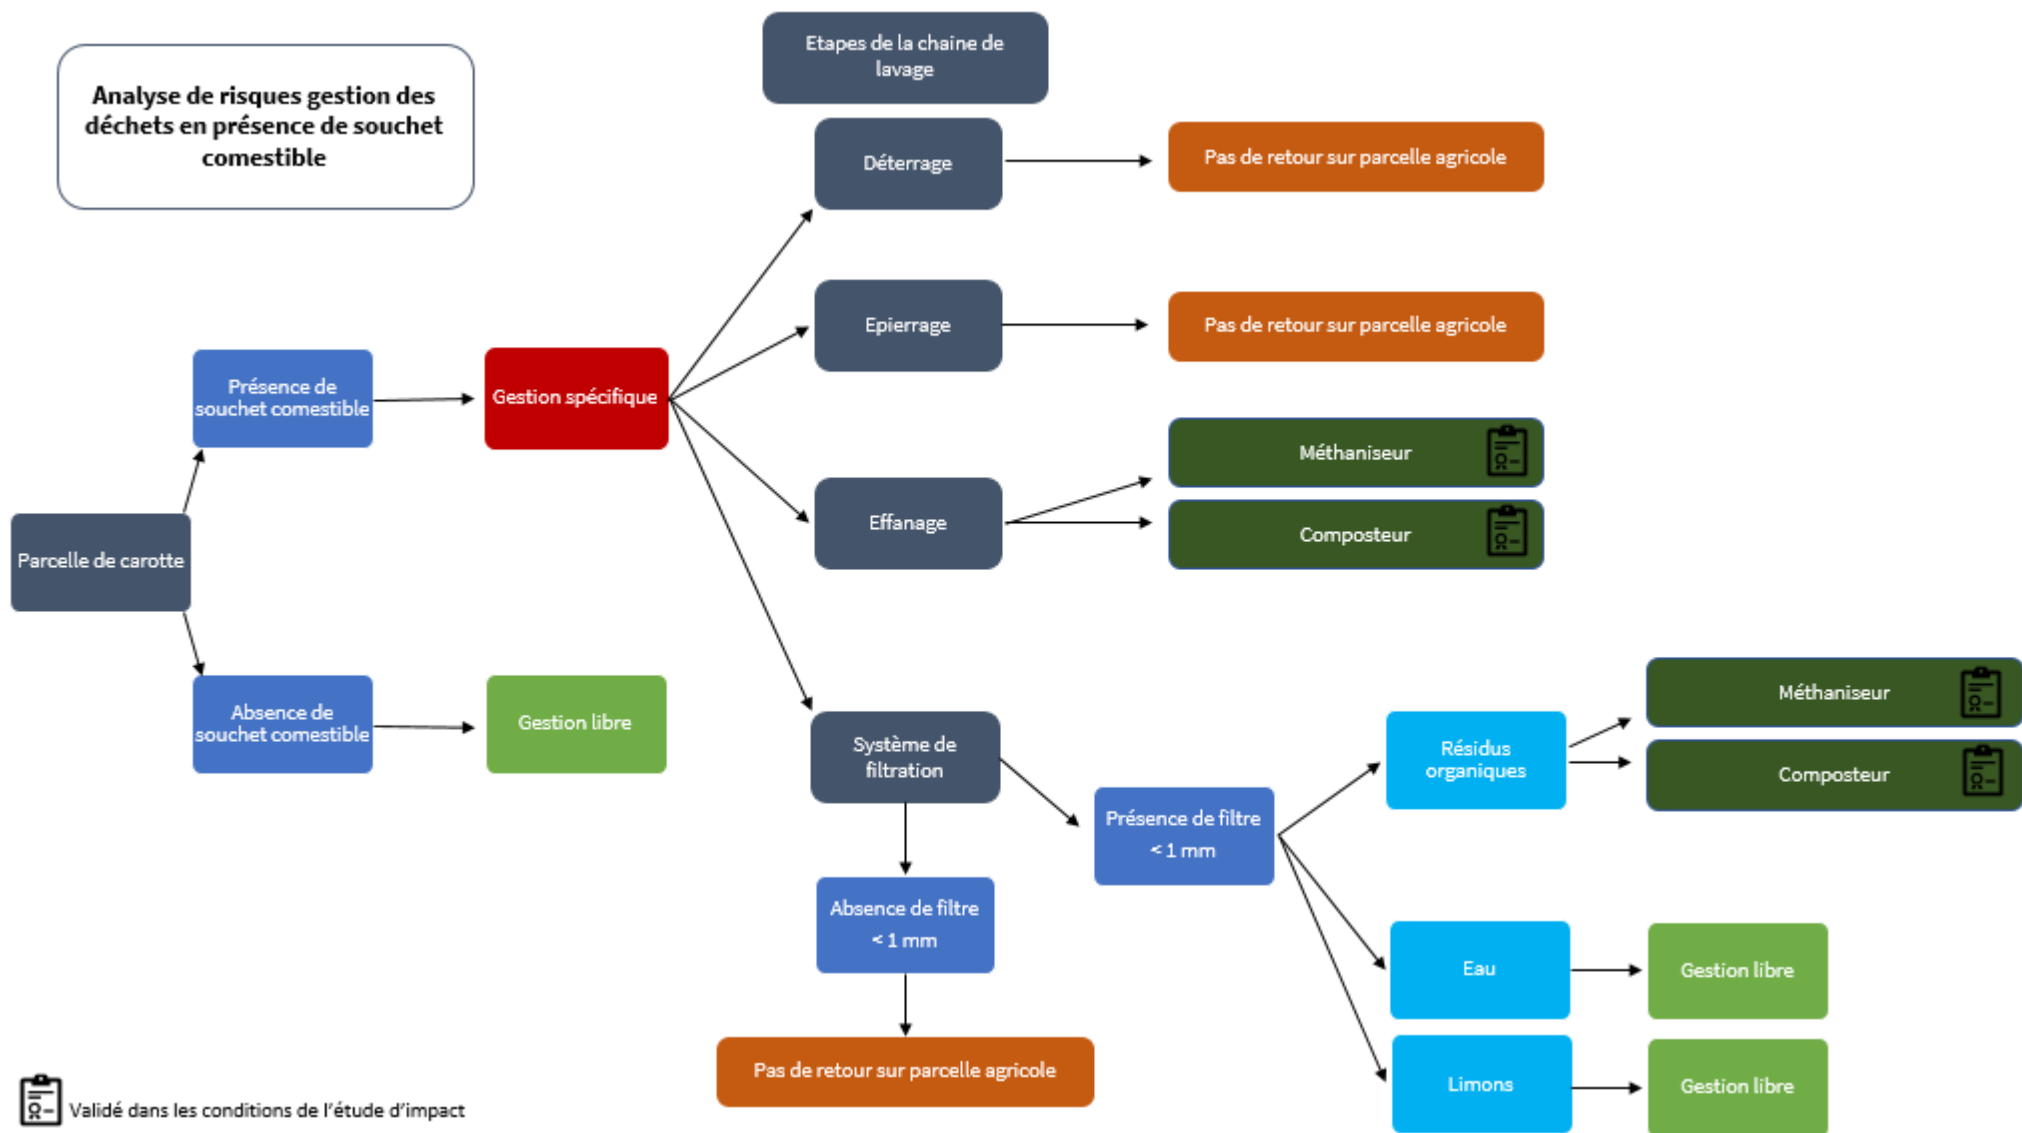 Analyse de risques gestion des
déchets en présence de souchet
comestible
Etapes de la chaine de
lavage
Déterrage
Pas de retour sur parcelle agricole
Epierrage
Pas de retour sur parcelle agricole
Présence de
souchet comestible
Gestion spécifique
Effanage
Méthaniseur
Composteur
Parcelle de carotte
Absence de
souchet comestible
Gestion libre
Système de
filtration
Présence de filtre
< 1 mm
Résidus
organiques
Méthaniseur
Composteur
Absence de filtre
< 1 mm
Eau
Gestion libre
Pas de retour sur parcelle agricole
Limons
Gestion libre
Validé dans les conditions de l'étude d'impact